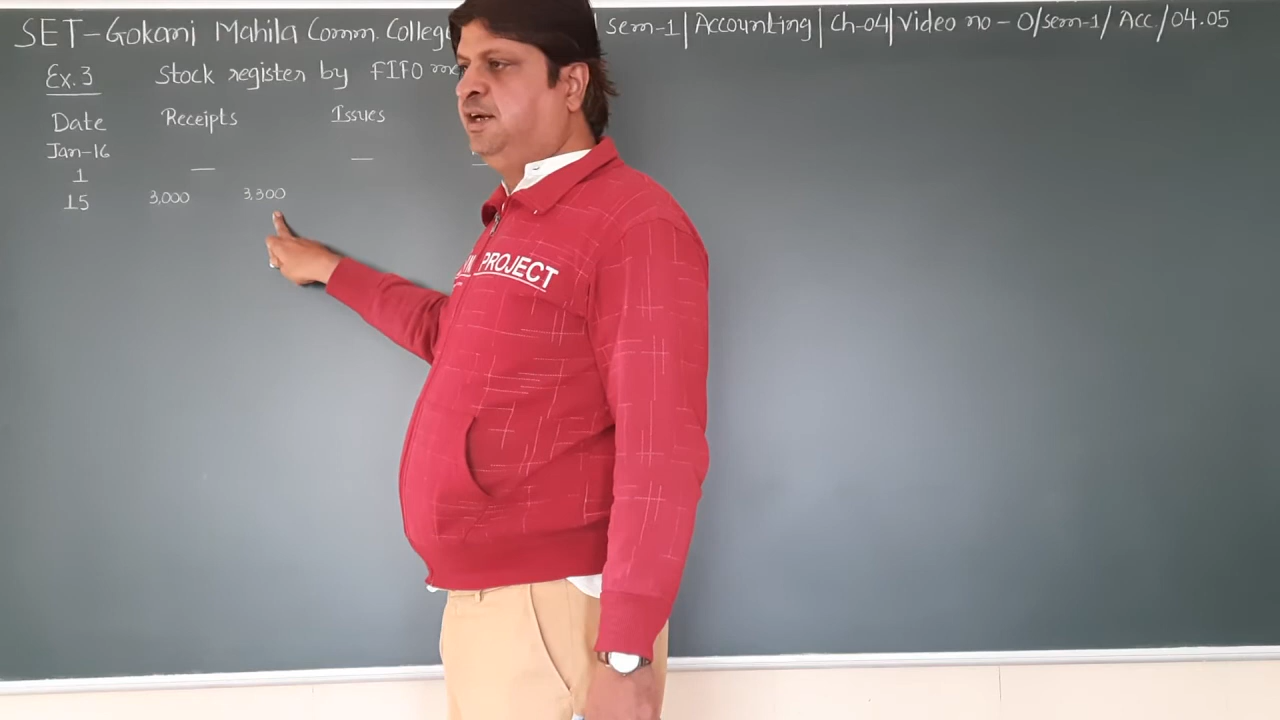 SET-Gokani Mahila Comm. College | Sem-1 | Accounting | Ch-04 | Video no - O/sem-1/ Acc/04.05
Ex.3 Stock register by FIFO
Date Receipts Issues
Jan-16 — —
1 —
15 3,000 3,300
PROJECT